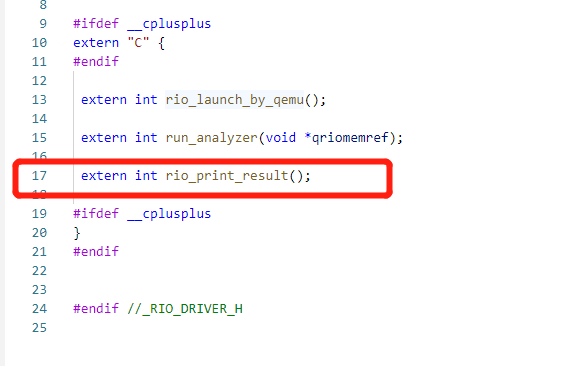 8
9 #ifdef __cplusplus
10 extern "C" {
11 #endif
12
13 extern int rio_launch_by_qemu();
14
15 extern int run_analyzer(void *qriomemref);
16
17 extern int rio_print_result();
18
19 #ifdef __cplusplus
20 }
21 #endif
22
23
24 #endif //_RIO_DRIVER_H
25